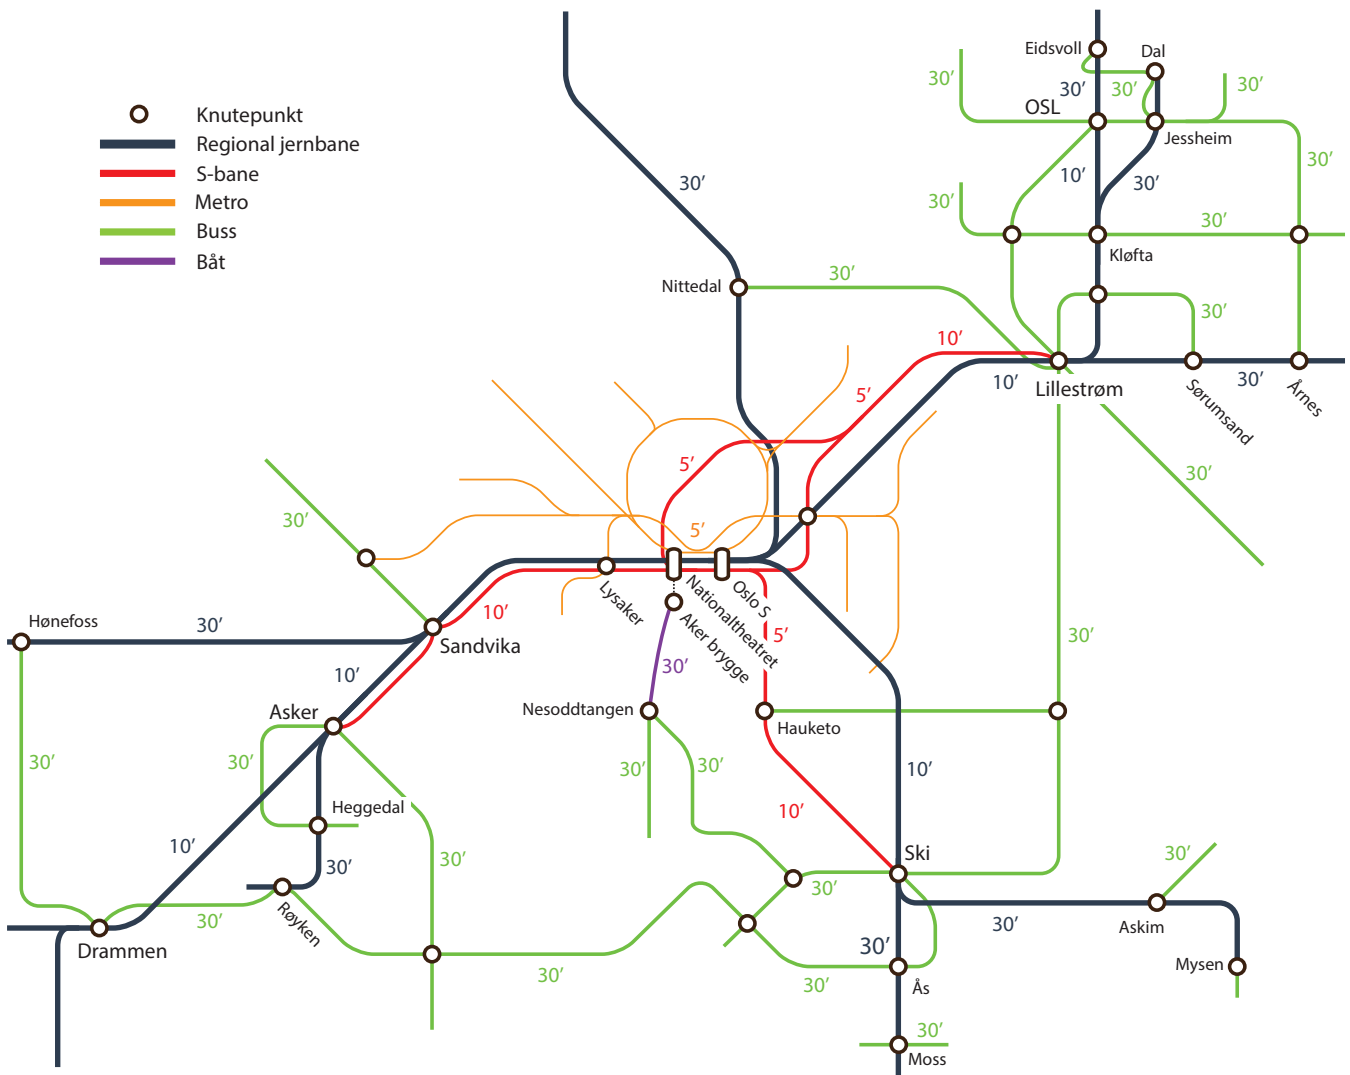 Knutepunkt
Regional jernbane
S-bane
Metro
Buss
Båt
Eidsvoll
Dal
30′
30′
30′
30′
OSL
Jessheim
30′
10′
30′
30′
30′
30′
Kløfta
30′
Nittedal
30′
30′
10′
10′
Lillestrøm
30′
Sørumsand
Årnes
5′
5′
30′
30′
5′
Lysaker
Nationaltheatret
Oslo S
Aker brygge
10′
5′
30′
Hønefoss
30′
Sandvika
10′
30′
Nesoddtangen
Hauketo
Asker
30′
30′
30′
30′
10′
Heggedal
10′
10′
30′
30′
Ski
30′
30′
30′
Røyken
Drammen
30′
30′
30′
30′
Askim
Ås
Mysen
30′
Moss